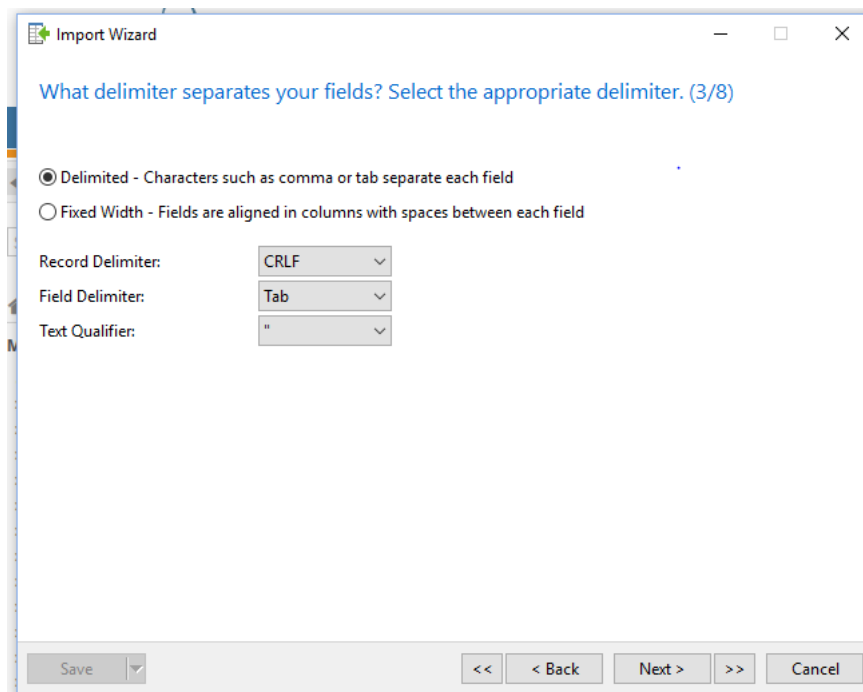 Import Wizard
What delimiter separates your fields? Select the appropriate delimiter. (3/8)
Delimited - Characters such as comma or tab separate each field
Fixed Width - Fields are aligned in columns with spaces between each field
Record Delimiter: CRLF
Field Delimiter: Tab
Text Qualifier: "
Save << < Back Next > >> Cancel